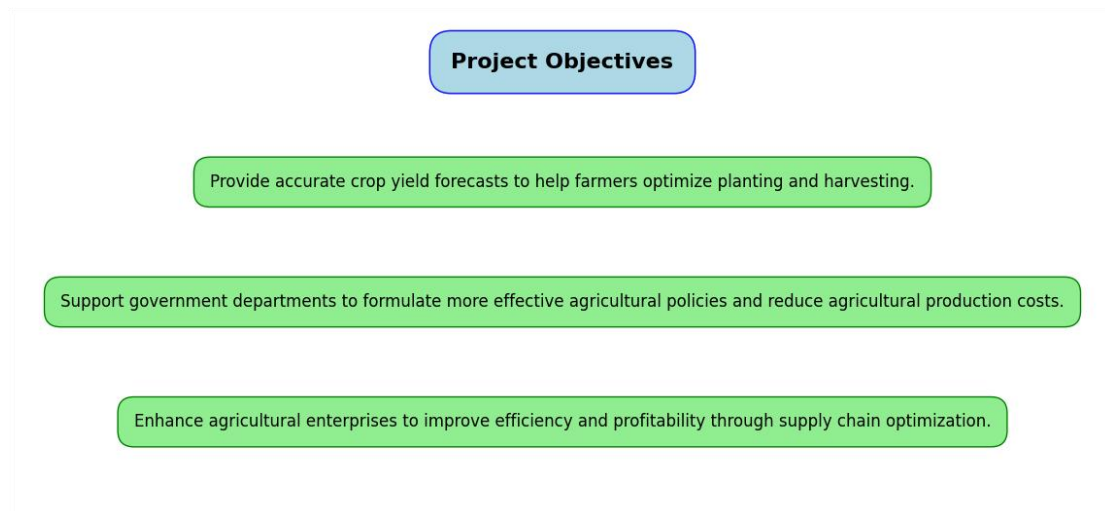 Project Objectives
Provide accurate crop yield forecasts to help farmers optimize planting and harvesting.
Support government departments to formulate more effective agricultural policies and reduce agricultural production costs.
Enhance agricultural enterprises to improve efficiency and profitability through supply chain optimization.